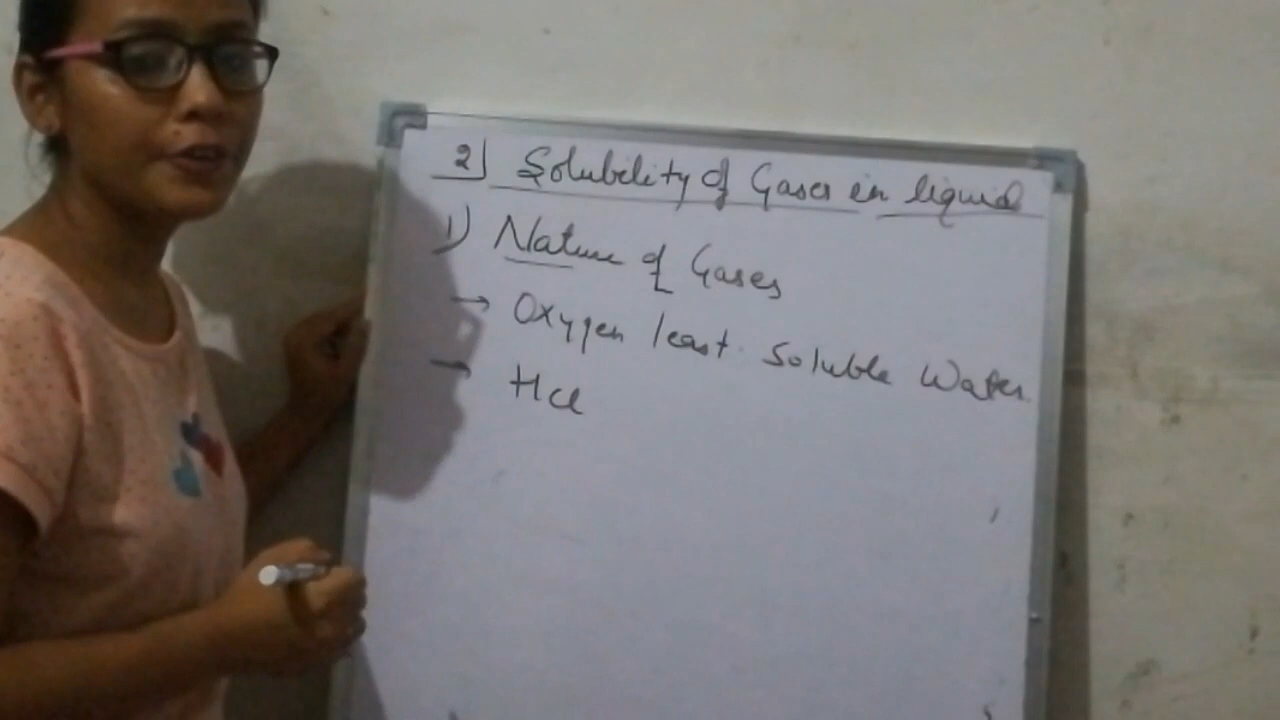 2) Solubility of Gases in liquid
1) Nature of Gases
→ Oxygen least soluble Water
→ HCl